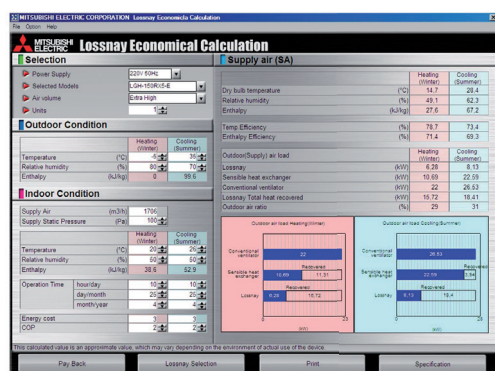 MITSUBISHI ELECTRIC CORPORATION Lossnay Economicla Calculation
File Option Help
MITSUBISHI ELECTRIC Lossnay Economical Calculation
Selection
Power Supply 220V 50Hz
Selected Models LGH-150RX5-E
Air volume Extra High
Units 1
Outdoor Condition
Heating (Winter) Cooling (Summer)
Temperature (°C) -5 35
Relative humidity (%) 80 70
Enthalpy (kJ/kg) 0 99.6
Indoor Condition
Supply Air (m3/h) 1706
Supply Static Pressure (Pa) 100
Heating (Winter) Cooling (Summer)
Temperature (°C) 20 26
Relative humidity (%) 50 50
Enthalpy (kJ/kg) 38.6 52.9
Operation Time hour/day 10 10
day/month 25 25
month/year 4 4
Energy cost 3 3
COP 2 2
Supply air (SA)
Heating (Winter) Cooling (Summer)
Dry bulb temperature (°C) 14.7 28.4
Relative humidity (%) 49.1 62.3
Enthalpy (kJ/kg) 27.6 67.2
Temp Efficiency (%) 78.7 73.4
Enthalpy Efficiency (%) 71.4 69.3
Outdoor(Supply) air load Heating (Winter) Cooling (Summer)
Lossnay (kW) 6.28 8.13
Sensible heat exchanger (kW) 10.69 22.59
Conventional ventilator (kW) 22 26.53
Lossnay Total heat recovered (kW) 15.72 18.41
Outdoor air ratio (%) 29 31
Outdoor air load Heating(Winter)
Conventional ventilator 22
Recovered
Sensible heat exchanger 10.69 11.31
Recovered
Lossnay 6.28 15.72
0
(kW)
Outdoor air load Cooling(Summer)
Conventional ventilator 26.53
Recovered
Sensible heat exchanger 22.59 3.94
Recovered
Lossnay 8.13 18.4
0
(kW)
This calculated value is an approximate value, which may vary depending on the environment of actual use of the device.
Pay Back Lossnay Selection Print Specification